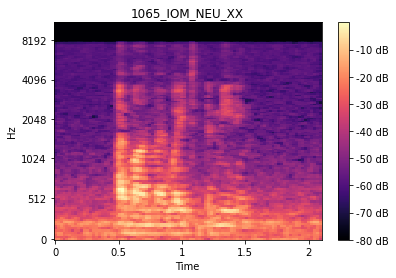 1065_IOM_NEU_XX
8192
4096
2048
1024
512
0
Hz
0
0.5
1
1.5
2
Time
-10 dB
-20 dB
-30 dB
-40 dB
-50 dB
-60 dB
-70 dB
-80 dB